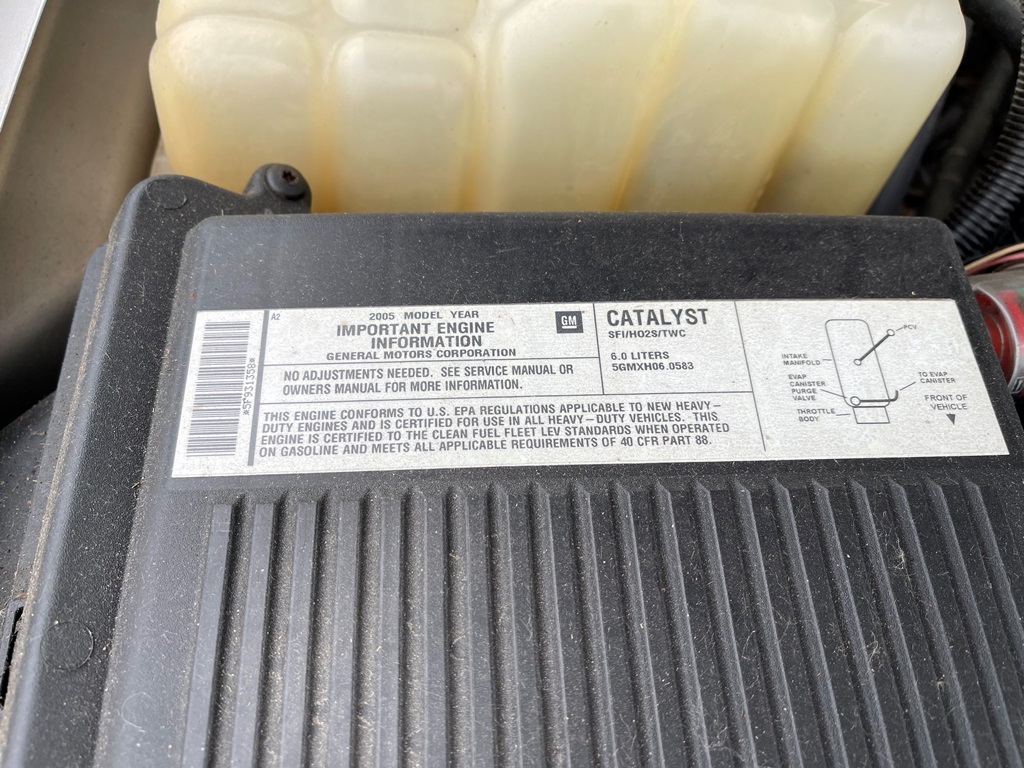 *5F931358*
A2
2005 MODEL YEAR
IMPORTANT ENGINE
INFORMATION
GENERAL MOTORS CORPORATION
GM
NO ADJUSTMENTS NEEDED. SEE SERVICE MANUAL OR
OWNERS MANUAL FOR MORE INFORMATION.
CATALYST
SFI/HO2S/TWC
6.0 LITERS
5GMXH06.0583
THIS ENGINE CONFORMS TO U.S. EPA REGULATIONS APPLICABLE TO NEW HEAVY-
DUTY ENGINES AND IS CERTIFIED FOR USE IN ALL HEAVY-DUTY VEHICLES. THIS
ENGINE IS CERTIFIED TO THE CLEAN FUEL FLEET LEV STANDARDS WHEN OPERATED
ON GASOLINE AND MEETS ALL APPLICABLE REQUIREMENTS OF 40 CFR PART 88.
PCV
INTAKE
MANIFOLD
EVAP
CANISTER
PURGE
VALVE
THROTTLE
BODY
TO EVAP
CANISTER
FRONT OF
VEHICLE